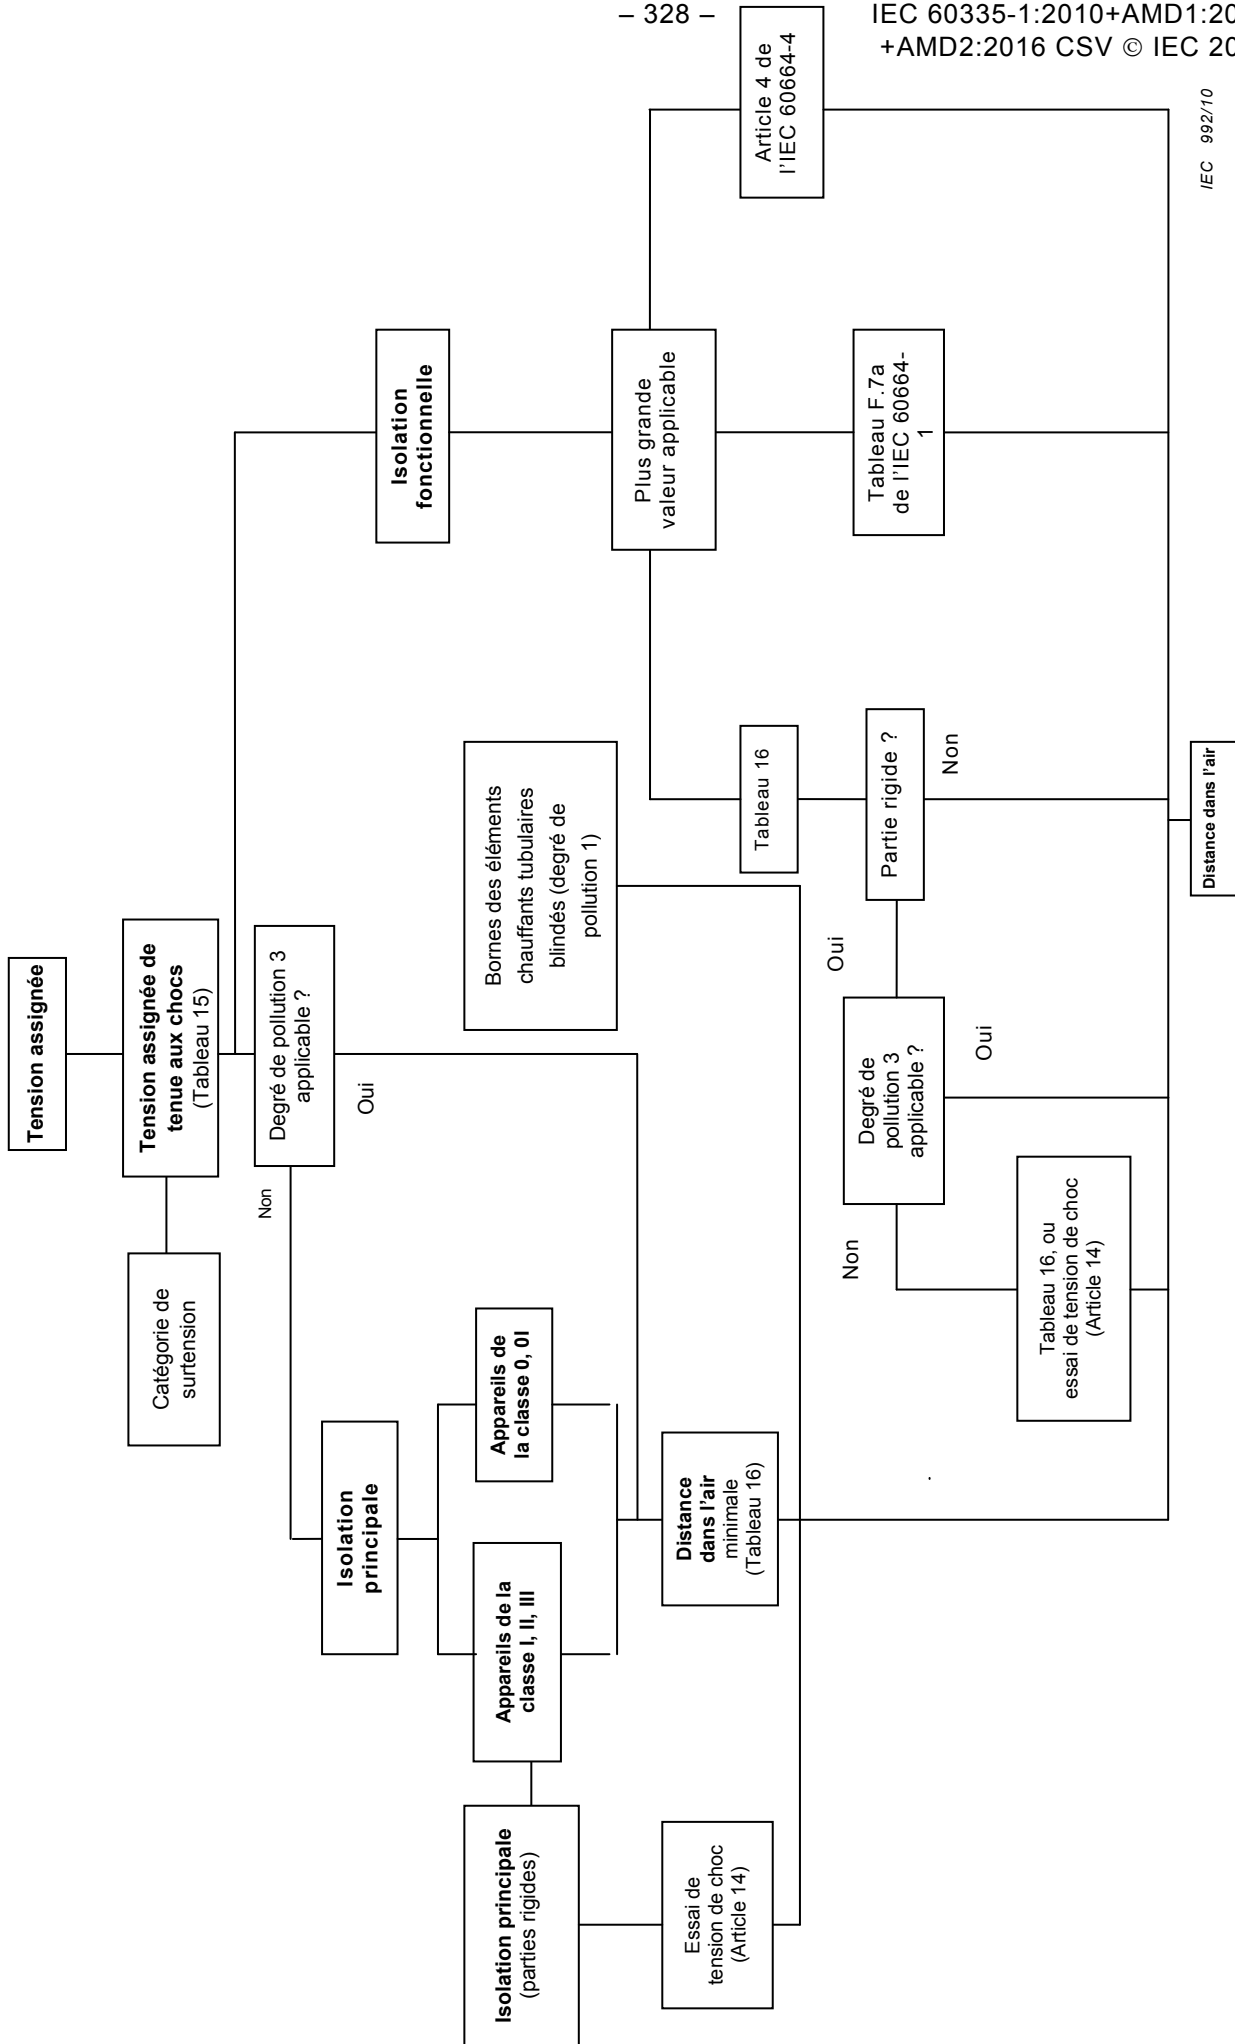 – 328 –
IEC 60335-1:2010+AMD1:20
+AMD2:2016 CSV © IEC 20
Tension assignée
Catégorie de
surtension
Tension assignée de
tenue aux chocs
(Tableau 15)
Degré de pollution 3
applicable ?
Non
Oui
Isolation
principale
Isolation
fonctionnelle
Isolation principale
(parties rigides)
Appareils de la
classe I, II, III
Appareils de
la classe 0, 0I
Bornes des éléments
chauffants tubulaires
blindés (degré de
pollution 1)
Plus grande
valeur applicable
Essai de
tension de choc
(Article 14)
Distance
dans l'air
minimale
(Tableau 16)
Tableau 16
Article 4 de
l'IEC 60664-4
Partie rigide ?
Oui
Non
Tableau F.7a
de l'IEC 60664-
1
Degré de
pollution 3
applicable ?
Non
Oui
Tableau 16, ou
essai de tension de choc
(Article 14)
Distance dans l'air
IEC 992/10